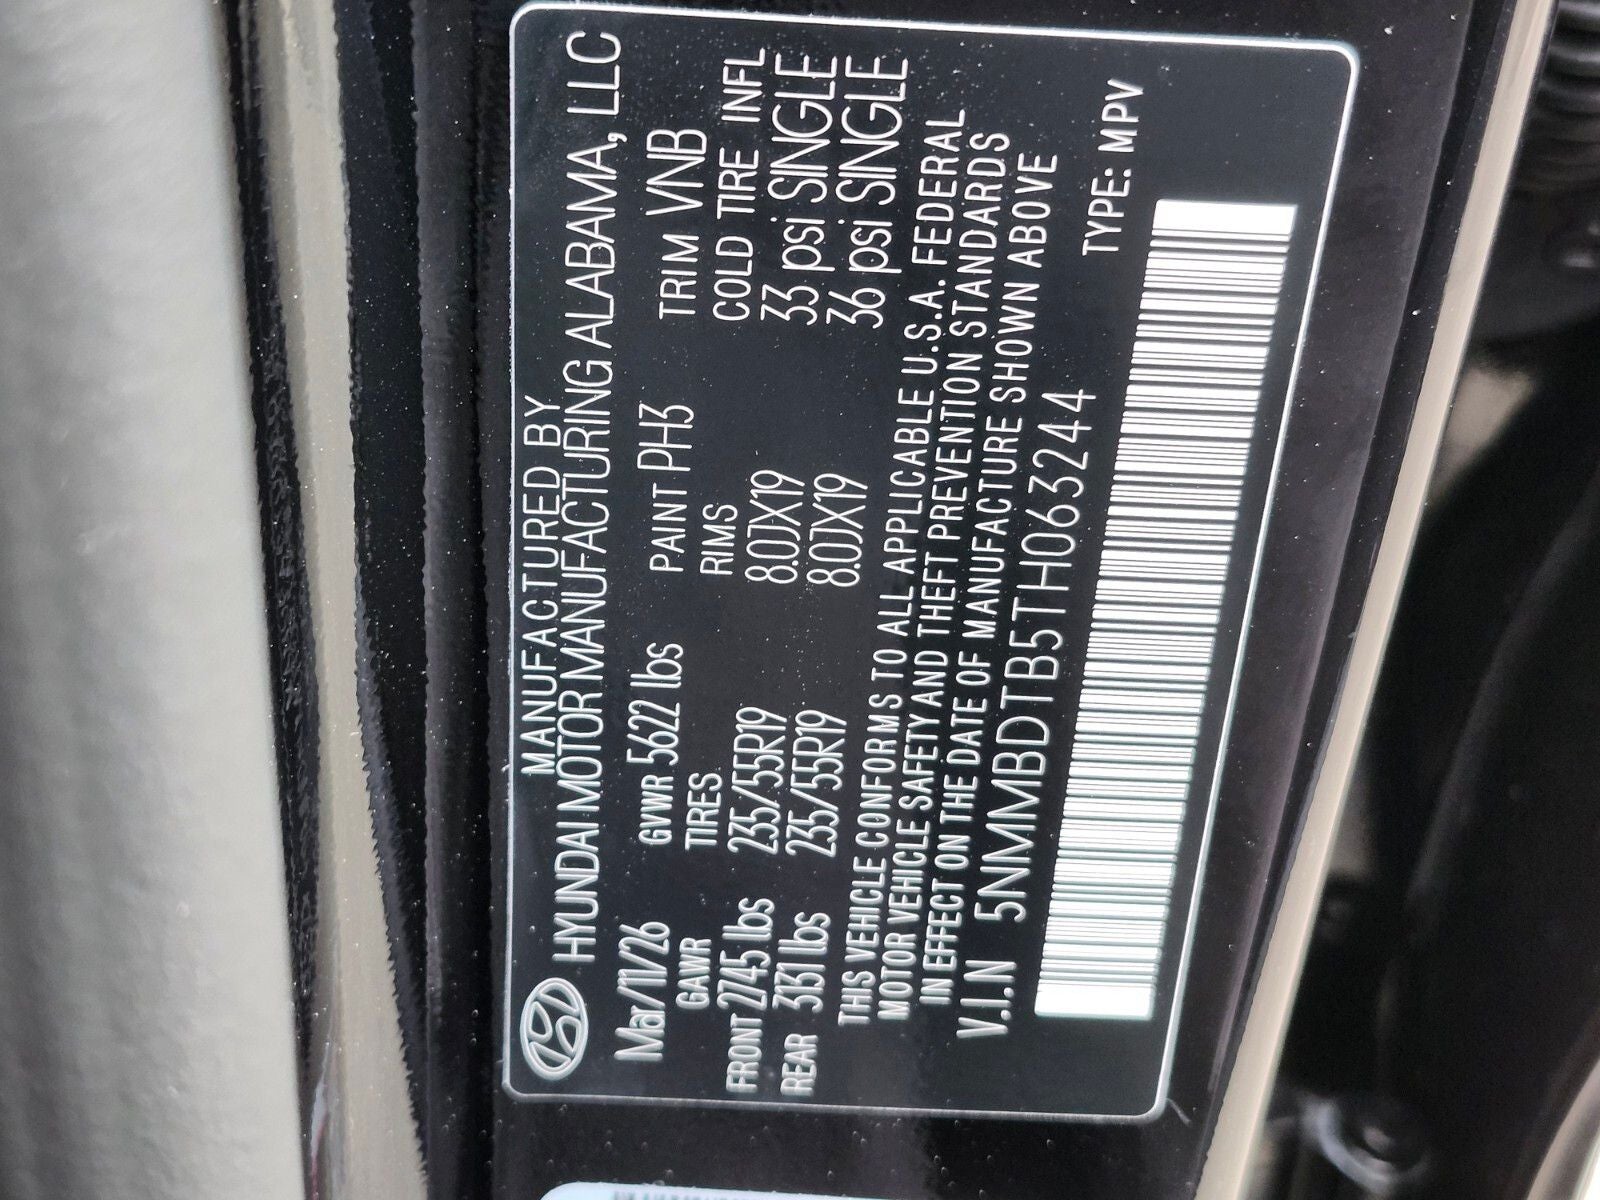 MANUFACTURED BY
HYUNDAI MOTOR MANUFACTURING ALABAMA, LLC
Mar/11/26 GVWR 5622 lbs PAINT PH3 TRIM VNB
GAWR TIRES RIMS COLD TIRE INFL
FRONT 2745 lbs 235/55R19 8.0JX19 33 psi SINGLE
REAR 3131 lbs 235/55R19 8.0JX19 36 psi SINGLE
THIS VEHICLE CONFORMS TO ALL APPLICABLE U.S.A. FEDERAL
MOTOR VEHICLE SAFETY AND THEFT PREVENTION STANDARDS
IN EFFECT ON THE DATE OF MANUFACTURE SHOWN ABOVE
V.I.N 5NMMBDTB5TH063244 TYPE: MPV